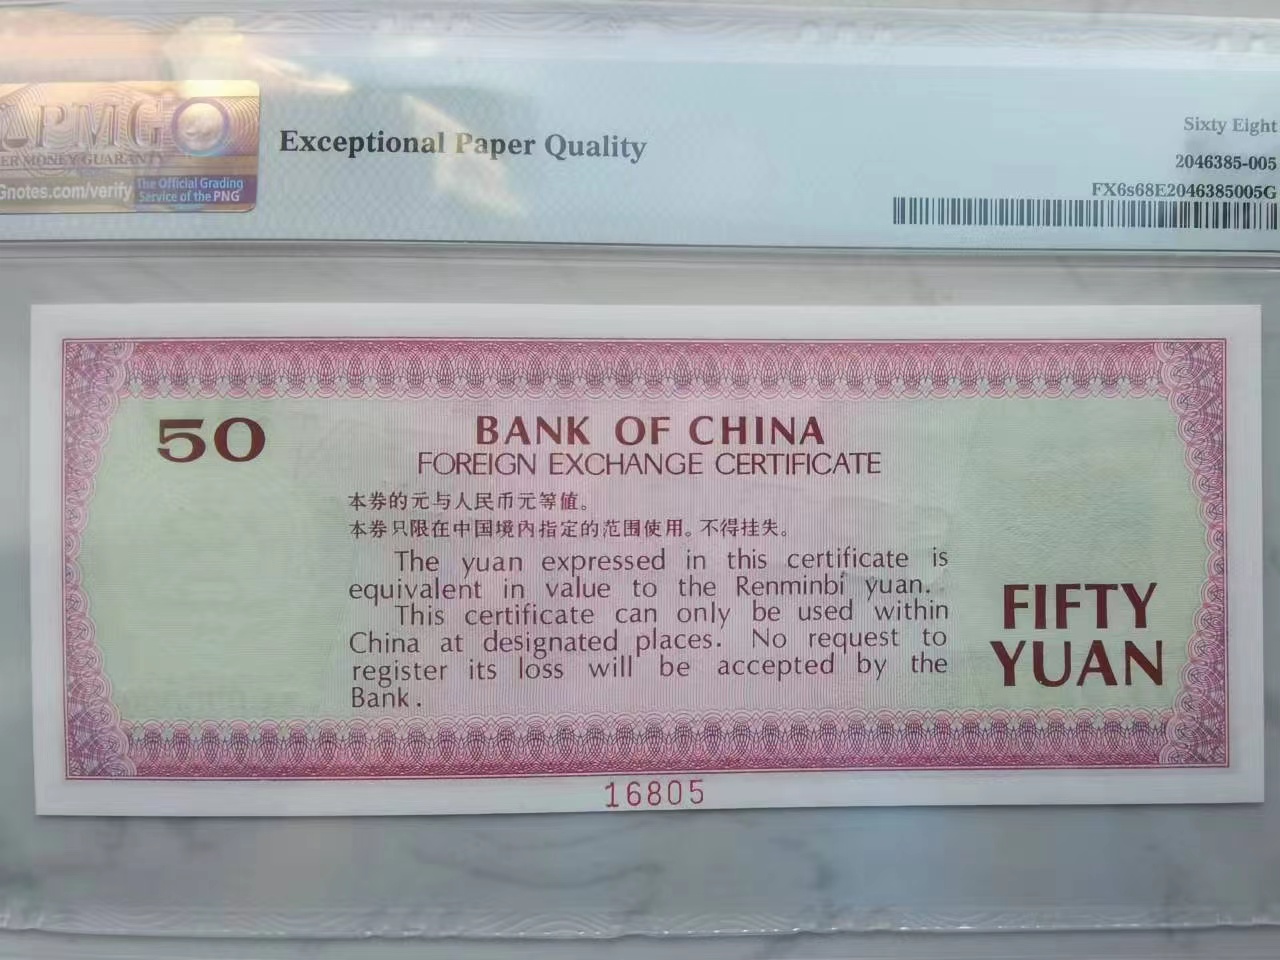 PMG
ER MONEY GUARANTY
Gnotes.com/verify
The Official Grading
Service of the PNG
Exceptional Paper Quality
Sixty Eight
2046385-005
FX6s68E2046385005G
50
BANK OF CHINA
FOREIGN EXCHANGE CERTIFICATE
本券的元与人民币元等值。
本券只限在中国境内指定的范围使用。不得挂失。
The yuan expressed in this certificate is
equivalent in value to the Renminbi yuan.
This certificate can only be used within
China at designated places. No request to
register its loss will be accepted by the
Bank.
FIFTY
YUAN
16805